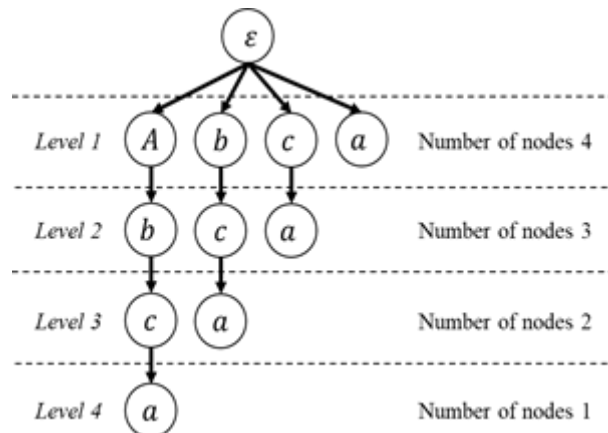 ε
Level 1 A b c a Number of nodes 4
Level 2 b c a Number of nodes 3
Level 3 c a Number of nodes 2
Level 4 a Number of nodes 1